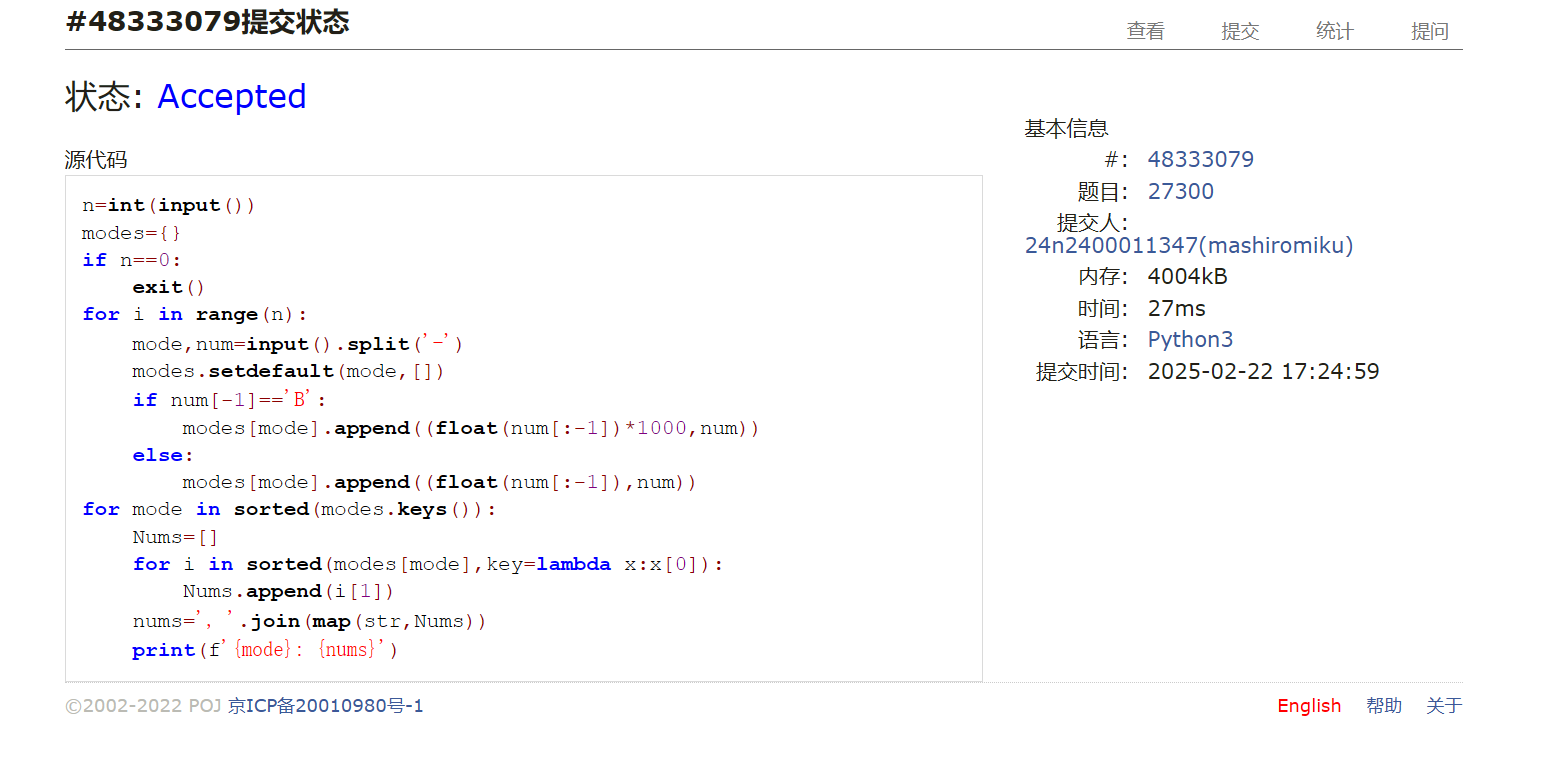 #48333079提交状态
查看 提交 统计 提问
状态: Accepted
源代码
n=int(input())
modes={}
if n==0:
    exit()
for i in range(n):
    mode,num=input().split('-')
    modes.setdefault(mode,[])
    if num[-1]=='B':
        modes[mode].append((float(num[:-1])*1000,num))
    else:
        modes[mode].append((float(num[:-1]),num))
for mode in sorted(modes.keys()):
    Nums=[]
    for i in sorted(modes[mode],key=lambda x:x[0]):
        Nums.append(i[1])
    nums=', '.join(map(str,Nums))
    print(f'{mode}: {nums}')
基本信息
#: 48333079
题目: 27300
提交人:
24n2400011347(mashiromiku)
内存: 4004kB
时间: 27ms
语言: Python3
提交时间: 2025-02-22 17:24:59
©2002-2022 POJ 京ICP备20010980号-1
English 帮助 关于